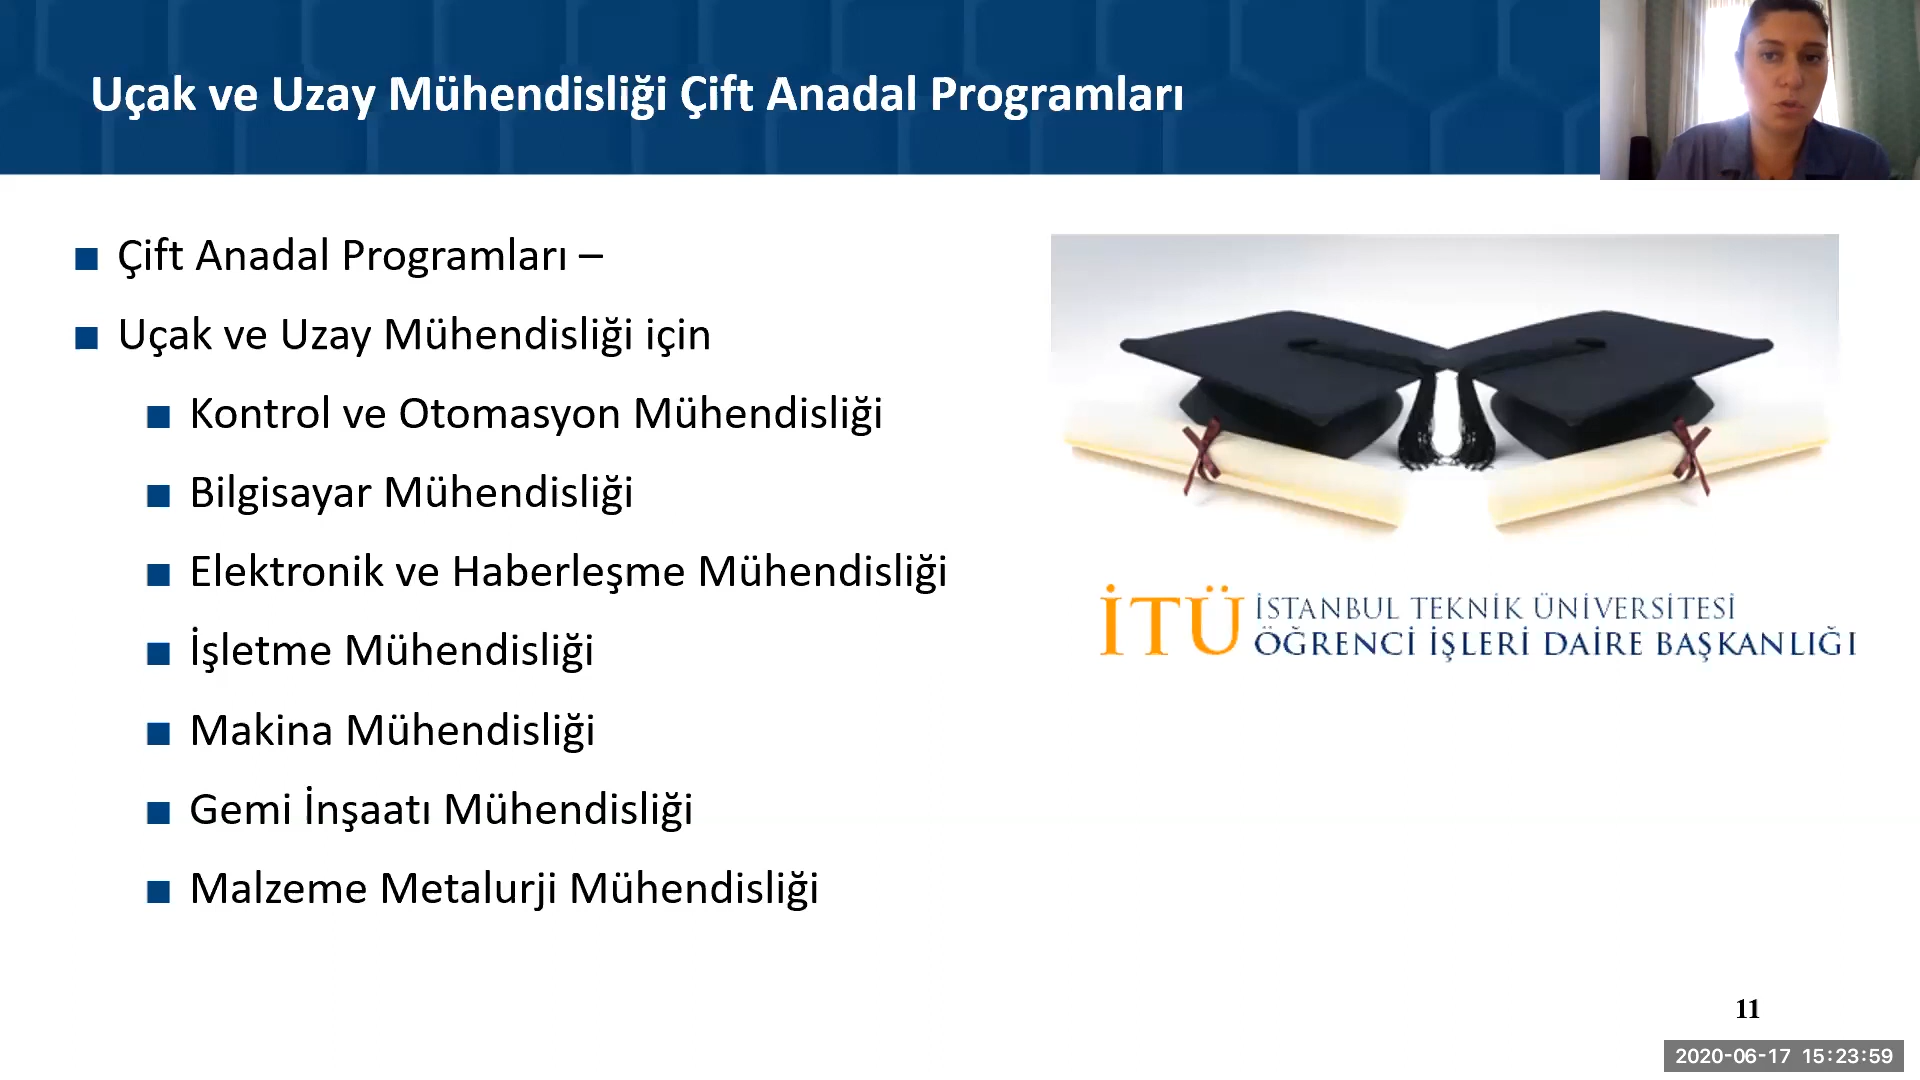 Uçak ve Uzay Mühendisliği Çift Anadal Programları
Çift Anadal Programları –
Uçak ve Uzay Mühendisliği için
Kontrol ve Otomasyon Mühendisliği
Bilgisayar Mühendisliği
Elektronik ve Haberleşme Mühendisliği
İşletme Mühendisliği
Makina Mühendisliği
Gemi İnşaatı Mühendisliği
Malzeme Metalurji Mühendisliği
İTÜ
İSTANBUL TEKNİK ÜNİVERSİTESİ
ÖĞRENCİ İŞLERİ DAİRE BAŞKANLIĞI
11
2020-06-17 15:23:59